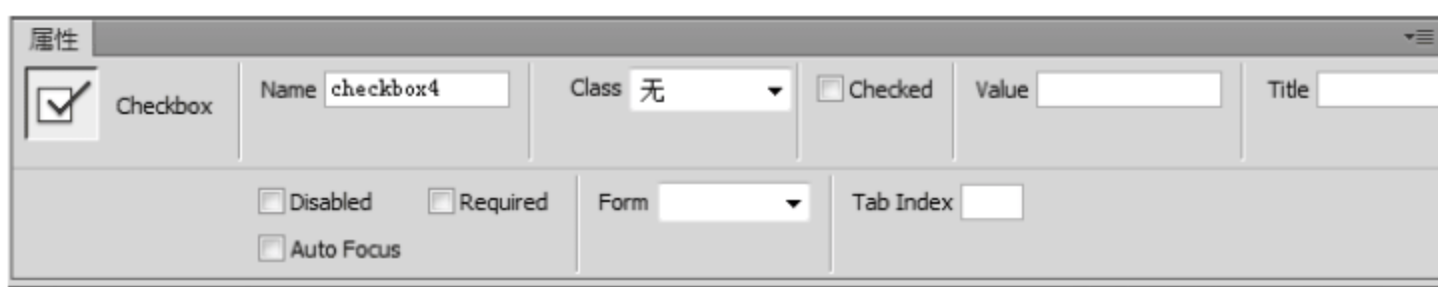 属性
Checkbox Name checkbox4 Class 无 Checked Value Title
Disabled Required Form Tab Index
Auto Focus